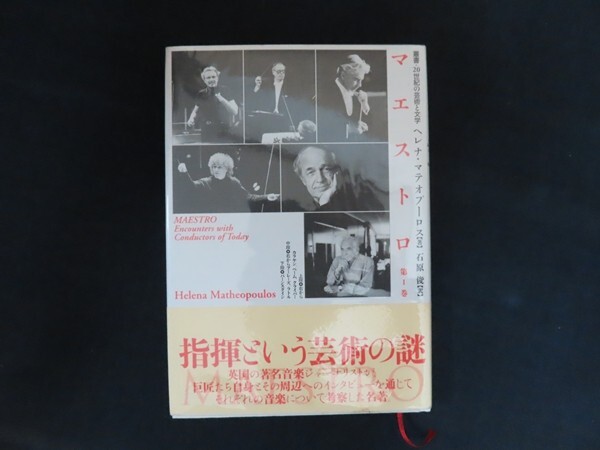 叢書・20世紀の芸術と文学
マエストロ
第1巻
ヘレナ・マテオプーロス【著】
石原俊【訳】
MAESTRO
Encounters with
Conductors of Today
Helena Matheopoulos
指揮という芸術の謎
英国の著名音楽ジャーナリストが
巨匠たち自身とその周辺へのインタビューを通じて
それぞれの音楽について考察した名著